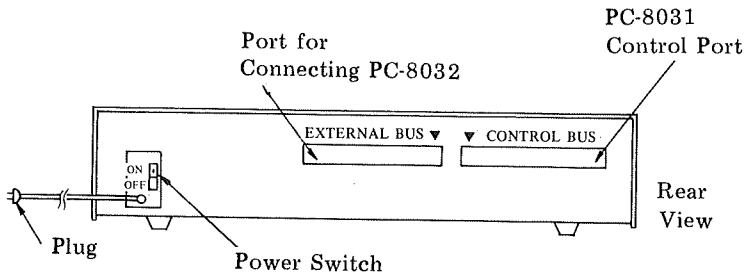 PC-8031
Control Port
Port for
Connecting PC-8032
EXTERNAL BUS ▼
▼ CONTROL BUS
ON
OFF
Rear
View
Plug
Power Switch